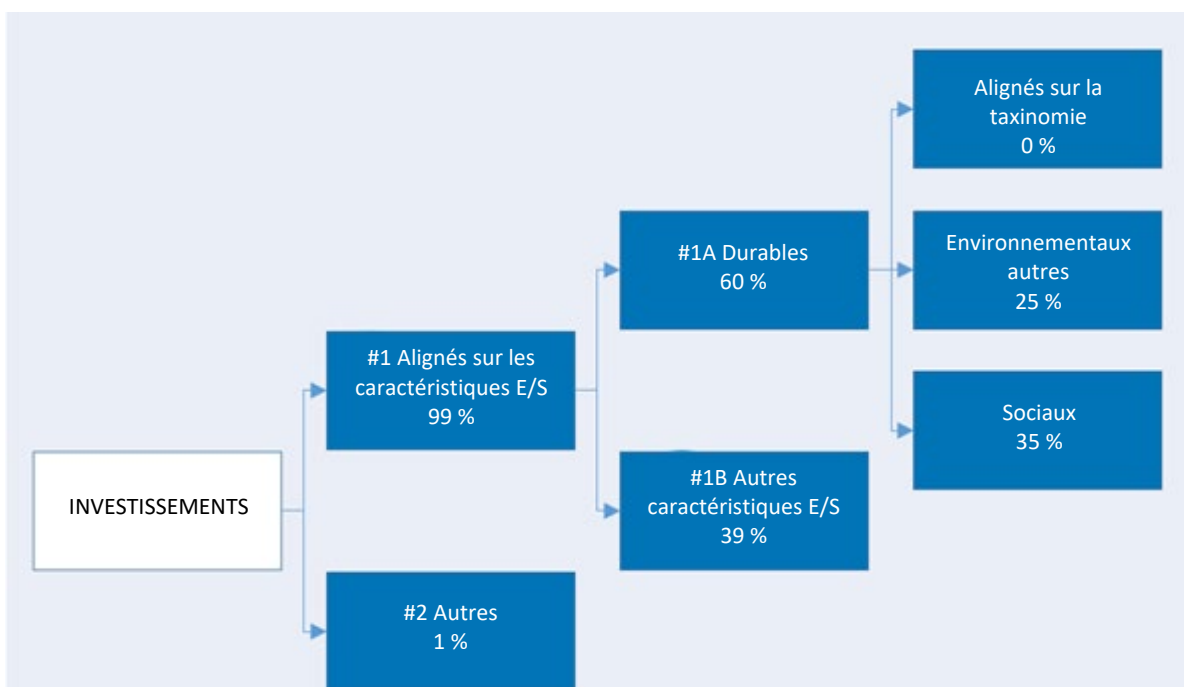 INVESTISSEMENTS
#1 Alignés sur les
caractéristiques E/S
99 %
#2 Autres
1 %
#1A Durables
60 %
#1B Autres
caractéristiques E/S
39 %
Alignés sur la
taxinomie
0 %
Environnementaux
autres
25 %
Sociaux
35 %